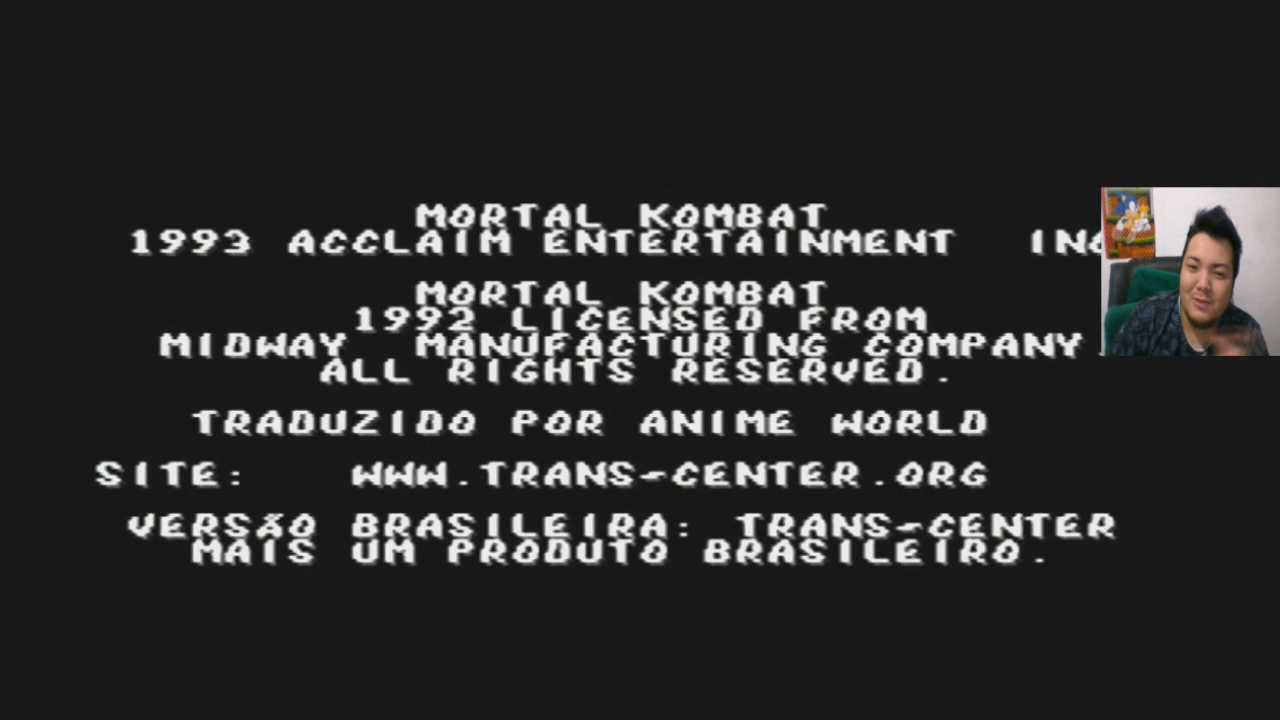 MORTAL KOMBAT
1993 ACCLAIM ENTERTAINMENT INC
MORTAL KOMBAT
1992 LICENSED FROM
MIDWAY MANUFACTURING COMPANY
ALL RIGHTS RESERVED.
TRADUZIDO POR ANIME WORLD
SITE: WWW.TRANS-CENTER.ORG
VERSÃO BRASILEIRA: TRANS-CENTER
MAIS UM PRODUTO BRASILEIRO.